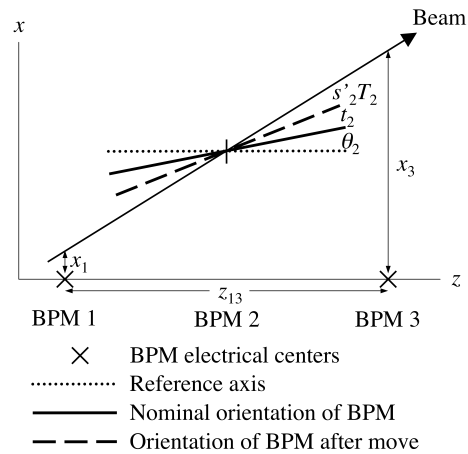 x
Beam
s'₂T₂
t₂
θ₂
x₃
x₁
z₁₃
z
BPM 1
BPM 2
BPM 3
BPM electrical centers
Reference axis
Nominal orientation of BPM
Orientation of BPM after move